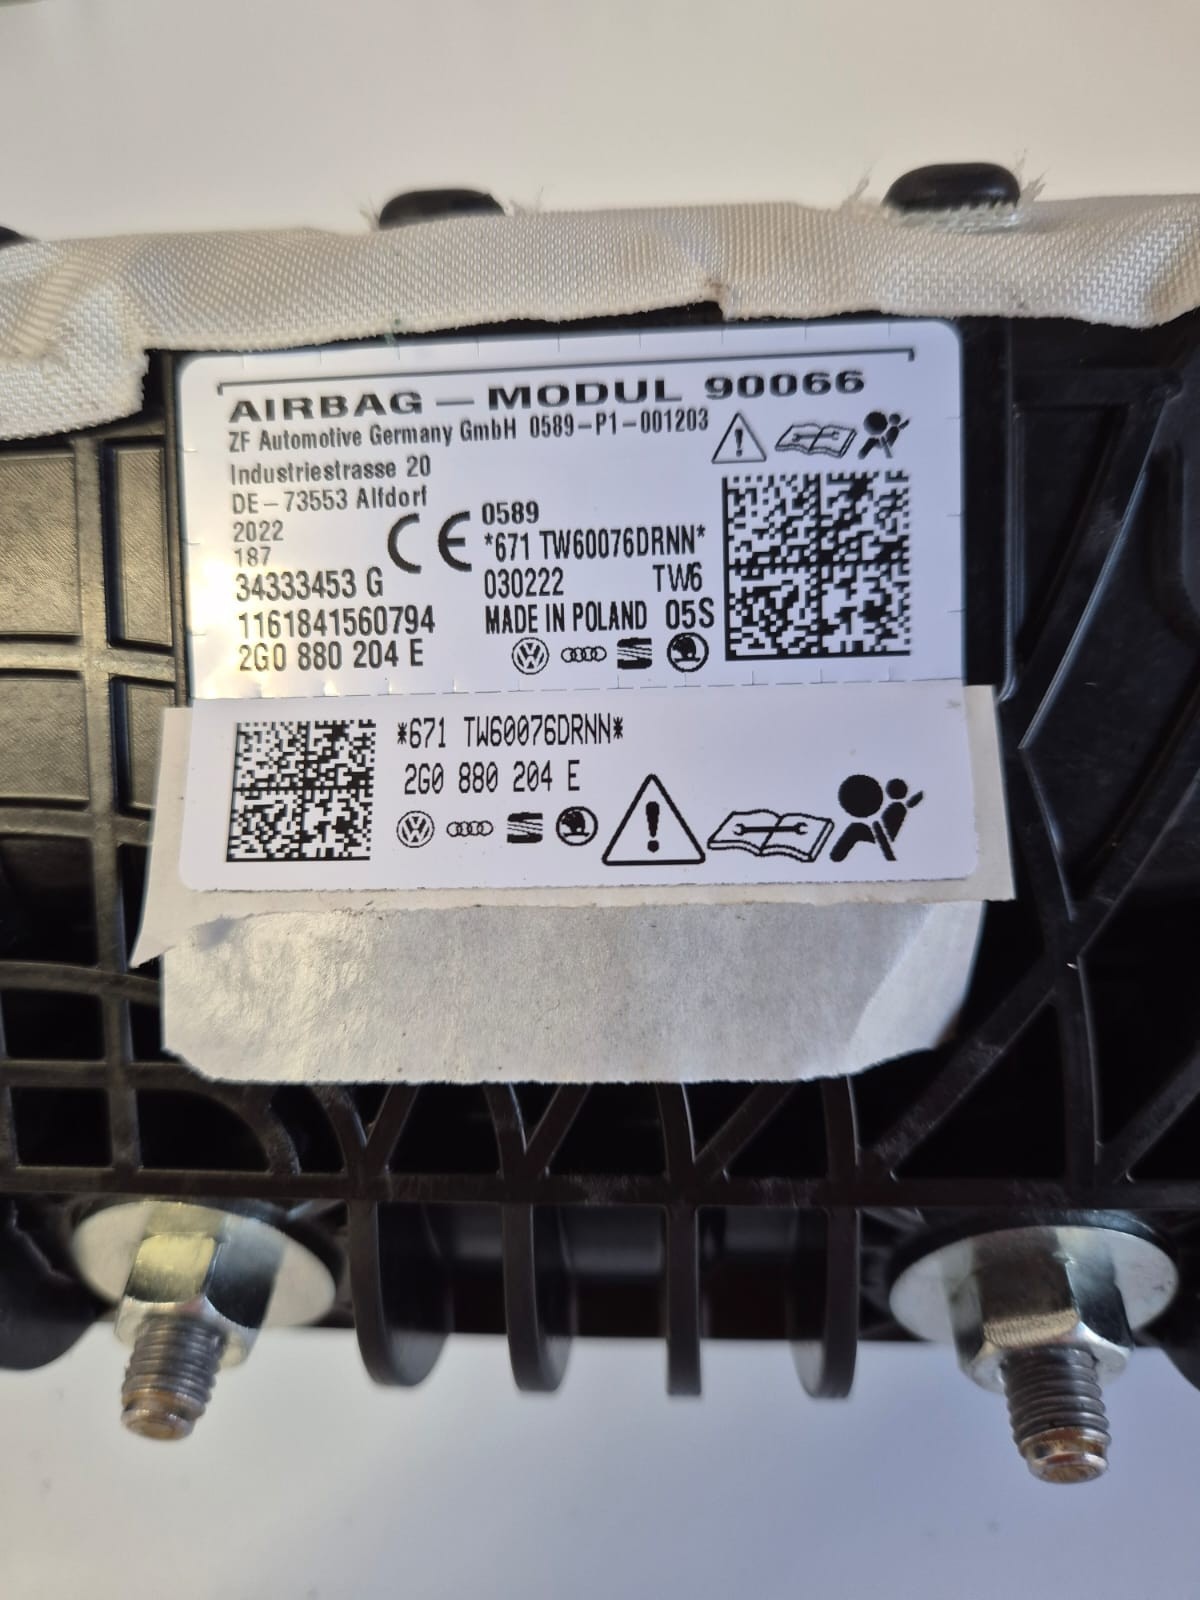 AIRBAG — MODUL 90066
ZF Automotive Germany GmbH 0589-P1-001203
Industriestrasse 20
DE-73553 Alfdorf
2022
187
34333453 G
1161841560794
2G0 880 204 E
CE 0589
*671 TW60076DRNN*
030222 TW6
MADE IN POLAND 05S
*671 TW60076DRNN*
2G0 880 204 E